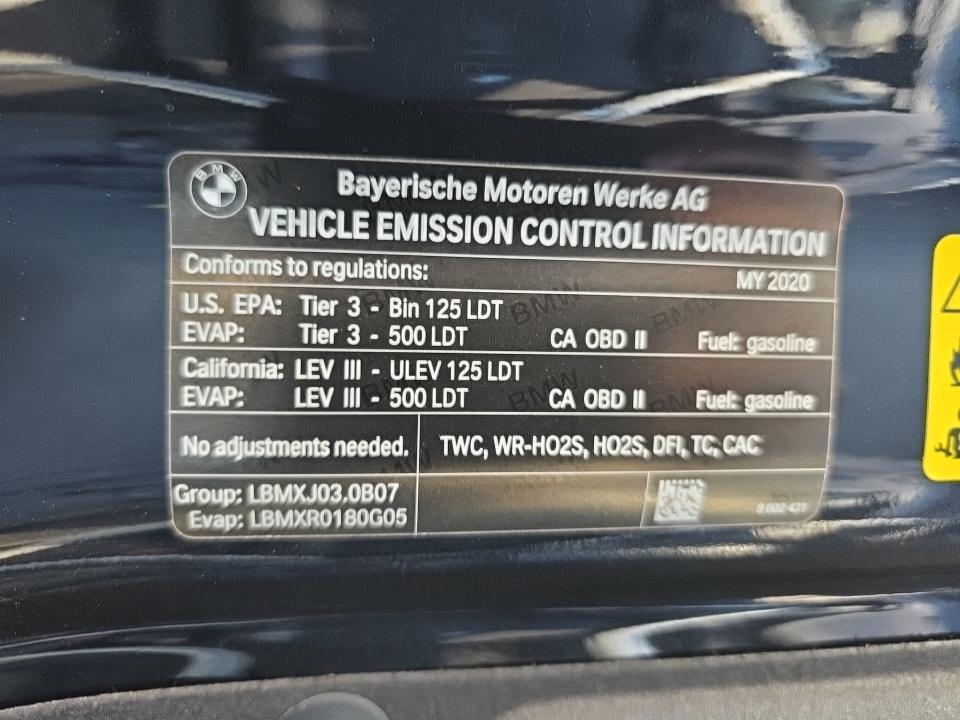 BMW
Bayerische Motoren Werke AG
VEHICLE EMISSION CONTROL INFORMATION
Conforms to regulations: MY 2020
U.S. EPA: Tier 3 - Bin 125 LDT
EVAP: Tier 3 - 500 LDT CA OBD II Fuel: gasoline
California: LEV III - ULEV 125 LDT
EVAP: LEV III - 500 LDT CA OBD II Fuel: gasoline
No adjustments needed. TWC, WR-HO2S, HO2S, DFI, TC, CAC
Group: LBMXJ03.0B07
Evap: LBMXR0180G05